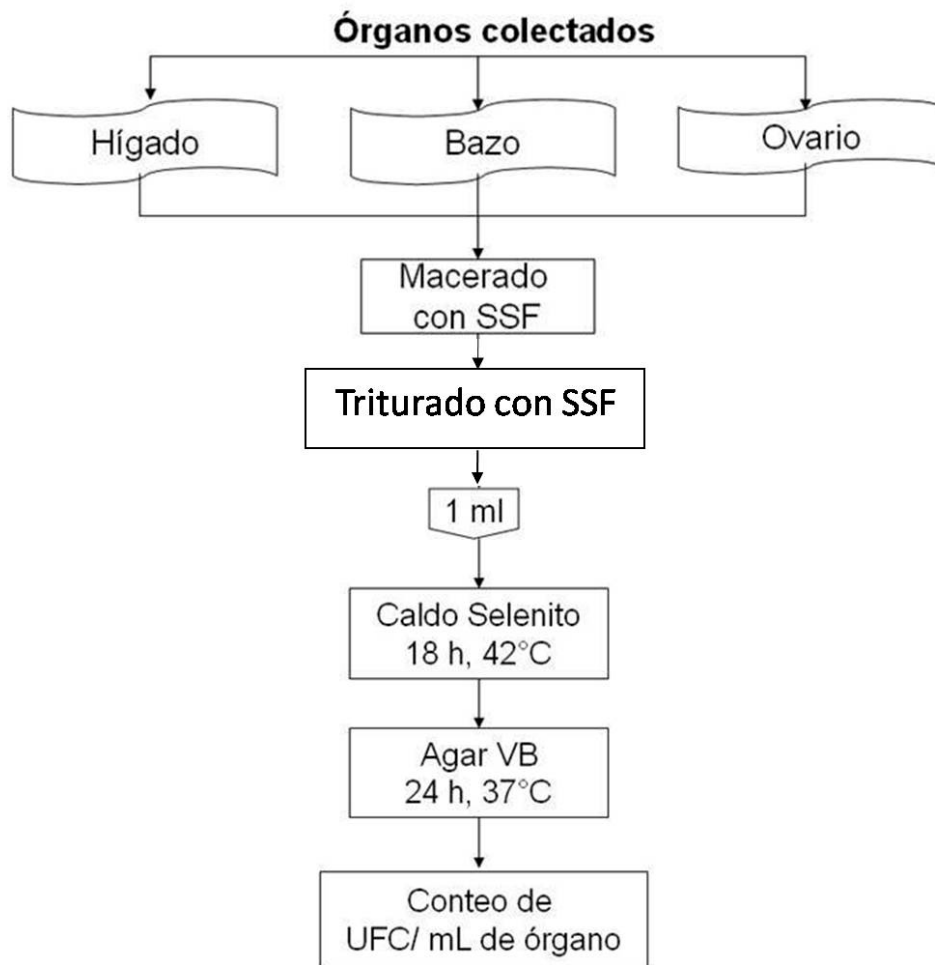 Órganos colectados
Hígado
Bazo
Ovario
Macerado
con SSF
Triturado con SSF
1 ml
Caldo Selenito
18 h, 42°C
Agar VB
24 h, 37°C
Conteo de
UFC/ mL de órgano